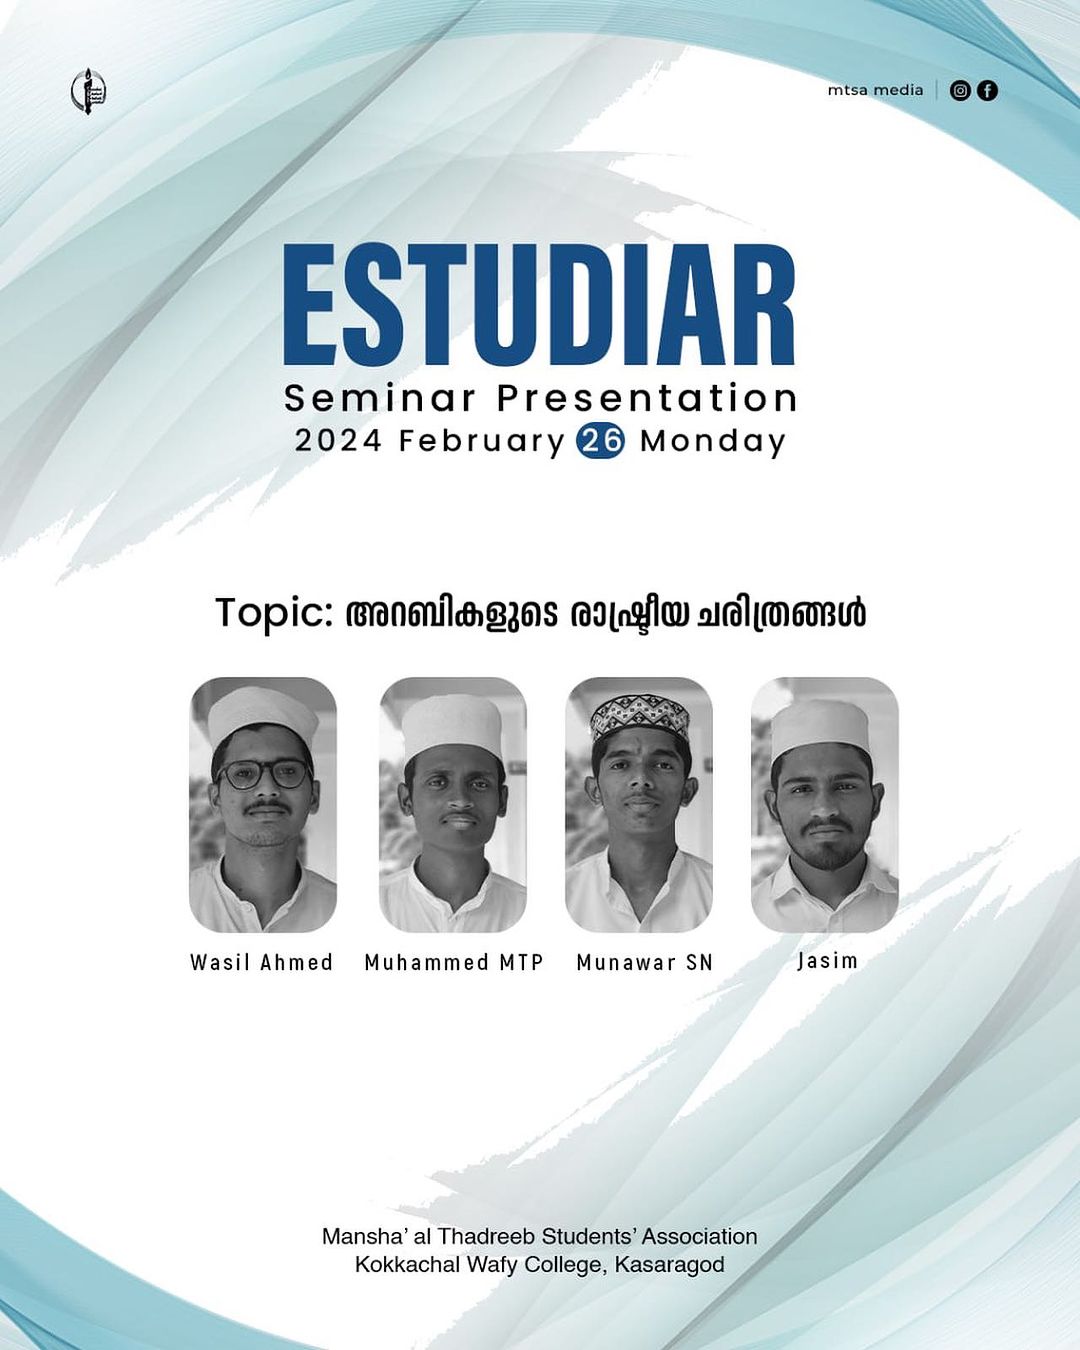 mtsa media
ESTUDIAR
Seminar Presentation
2024 February 26 Monday
Topic: അറബികളുടെ രാഷ്ട്രീയ ചരിത്രങ്ങൾ
Wasil Ahmed
Muhammed MTP
Munawar SN
Jasim
Mansha’ al Thadreeb Students’ Association
Kokkachal Wafy College, Kasaragod